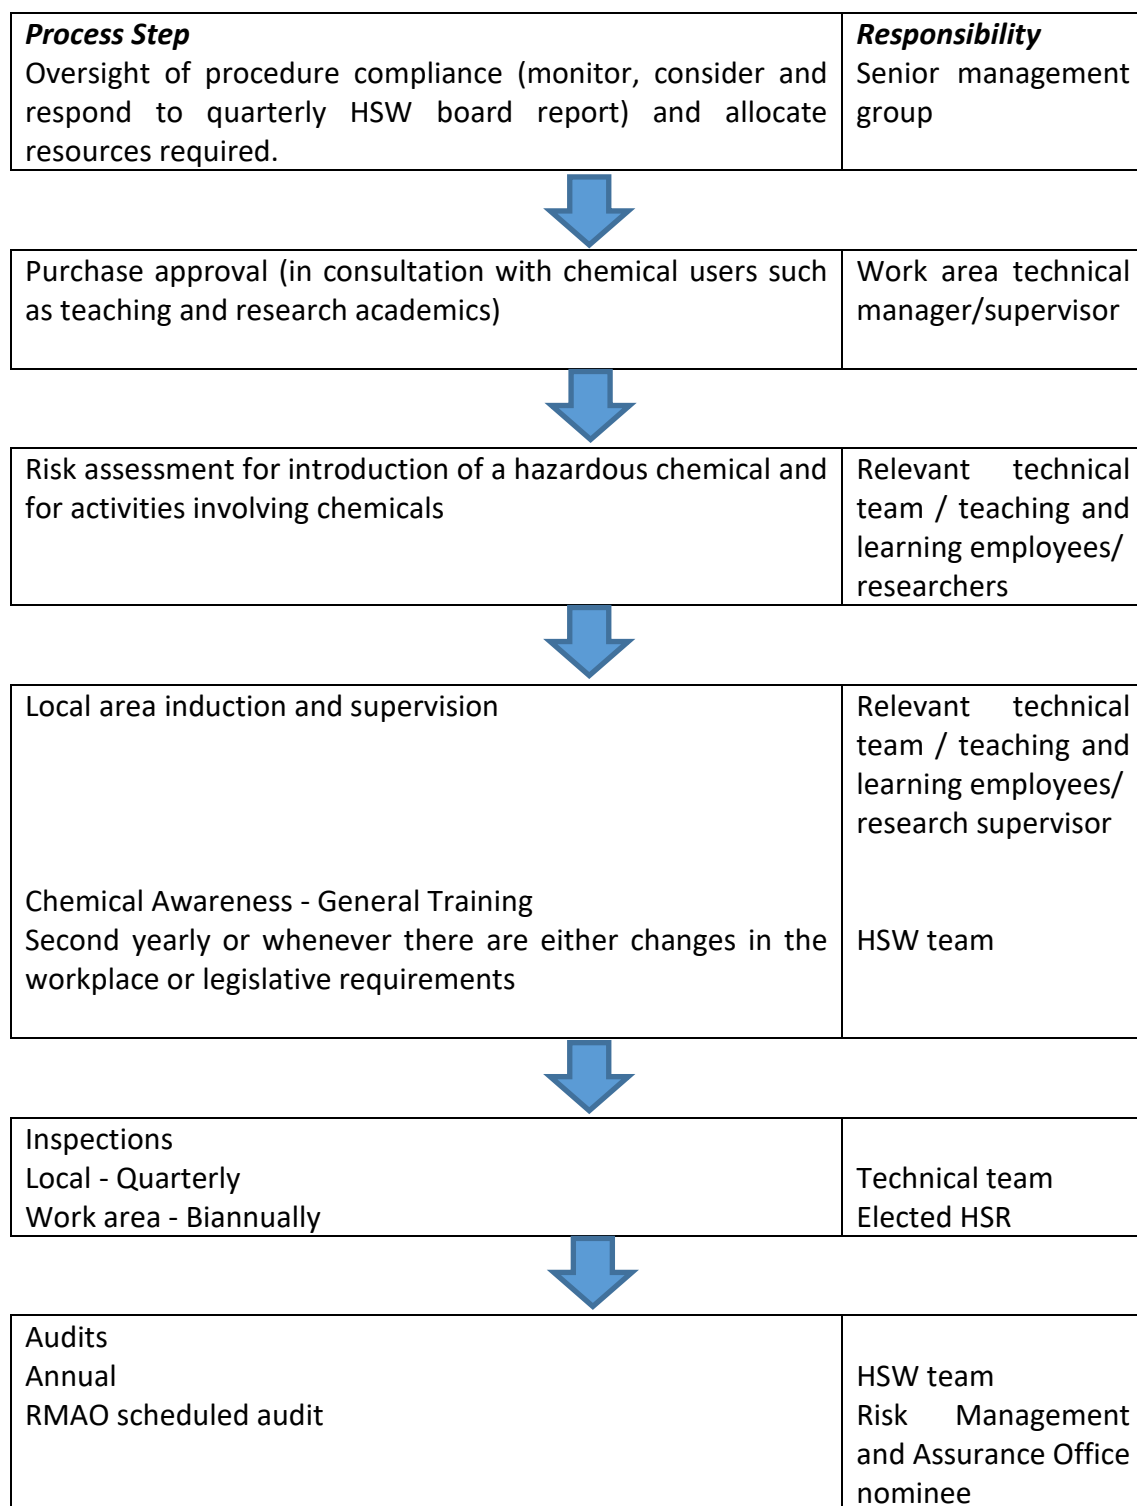 Process Step
Responsibility
Oversight of procedure compliance (monitor, consider and
respond to quarterly HSW board report) and allocate
resources required.
Senior management
group
Purchase approval (in consultation with chemical users such
as teaching and research academics)
Work area technical
manager/supervisor
Risk assessment for introduction of a hazardous chemical and
for activities involving chemicals
Relevant technical
team / teaching and
learning employees/
researchers
Local area induction and supervision
Relevant technical
team / teaching and
learning employees/
research supervisor
Chemical Awareness - General Training
Second yearly or whenever there are either changes in the
workplace or legislative requirements
HSW team
Inspections
Local - Quarterly
Technical team
Work area - Biannually
Elected HSR
Audits
Annual
HSW team
RMAO scheduled audit
Risk Management
and Assurance Office
nominee